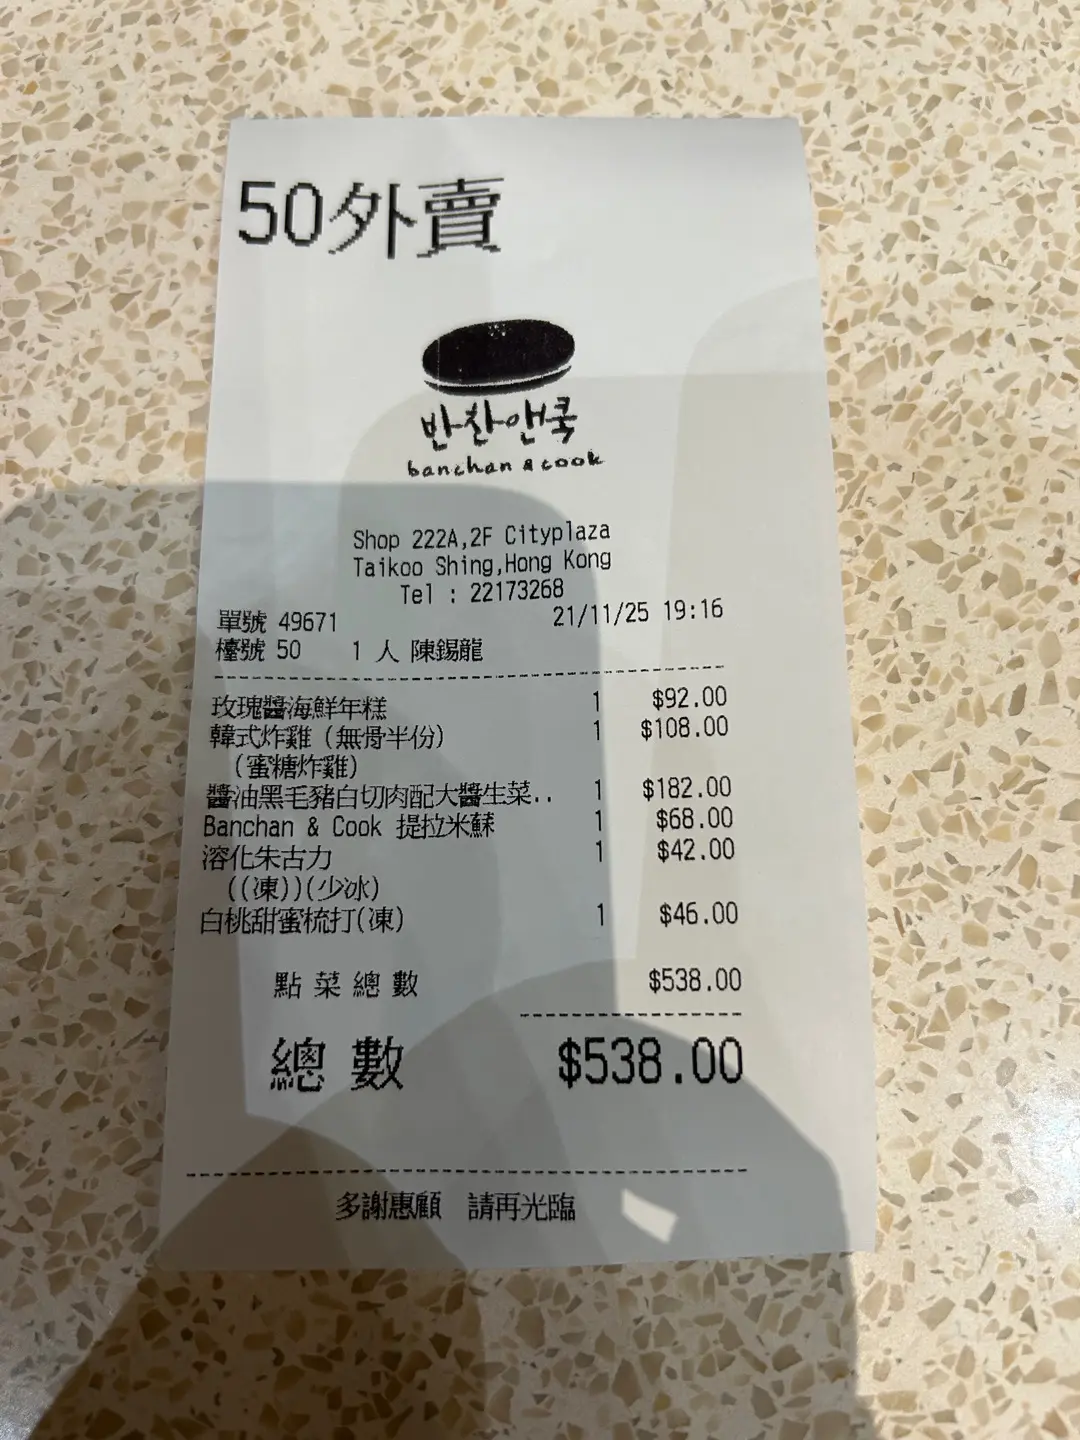 50外賣
반찬앤쿡
banchan & cook
Shop 222A,2F Cityplaza
Taikoo Shing,Hong Kong
Tel : 22173268
單號 49671 21/11/25 19:16
檯號 50 1 人 陳錫龍
玫瑰醬海鮮年糕 1 $92.00
韓式炸雞 (無骨半份) 1 $108.00
(蜜糖炸雞)
醬油黑毛豬白切肉配大醬生菜.. 1 $182.00
Banchan & Cook 提拉米蘇 1 $68.00
溶化朱古力 1 $42.00
((凍))(少冰)
白桃甜蜜梳打(凍) 1 $46.00
點菜總數 $538.00
總數 $538.00
多謝惠顧 請再光臨